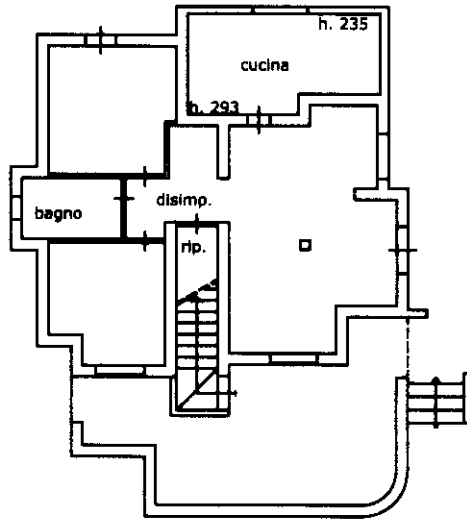 h. 235
cucina
h. 293
disimp.
bagno
rip.